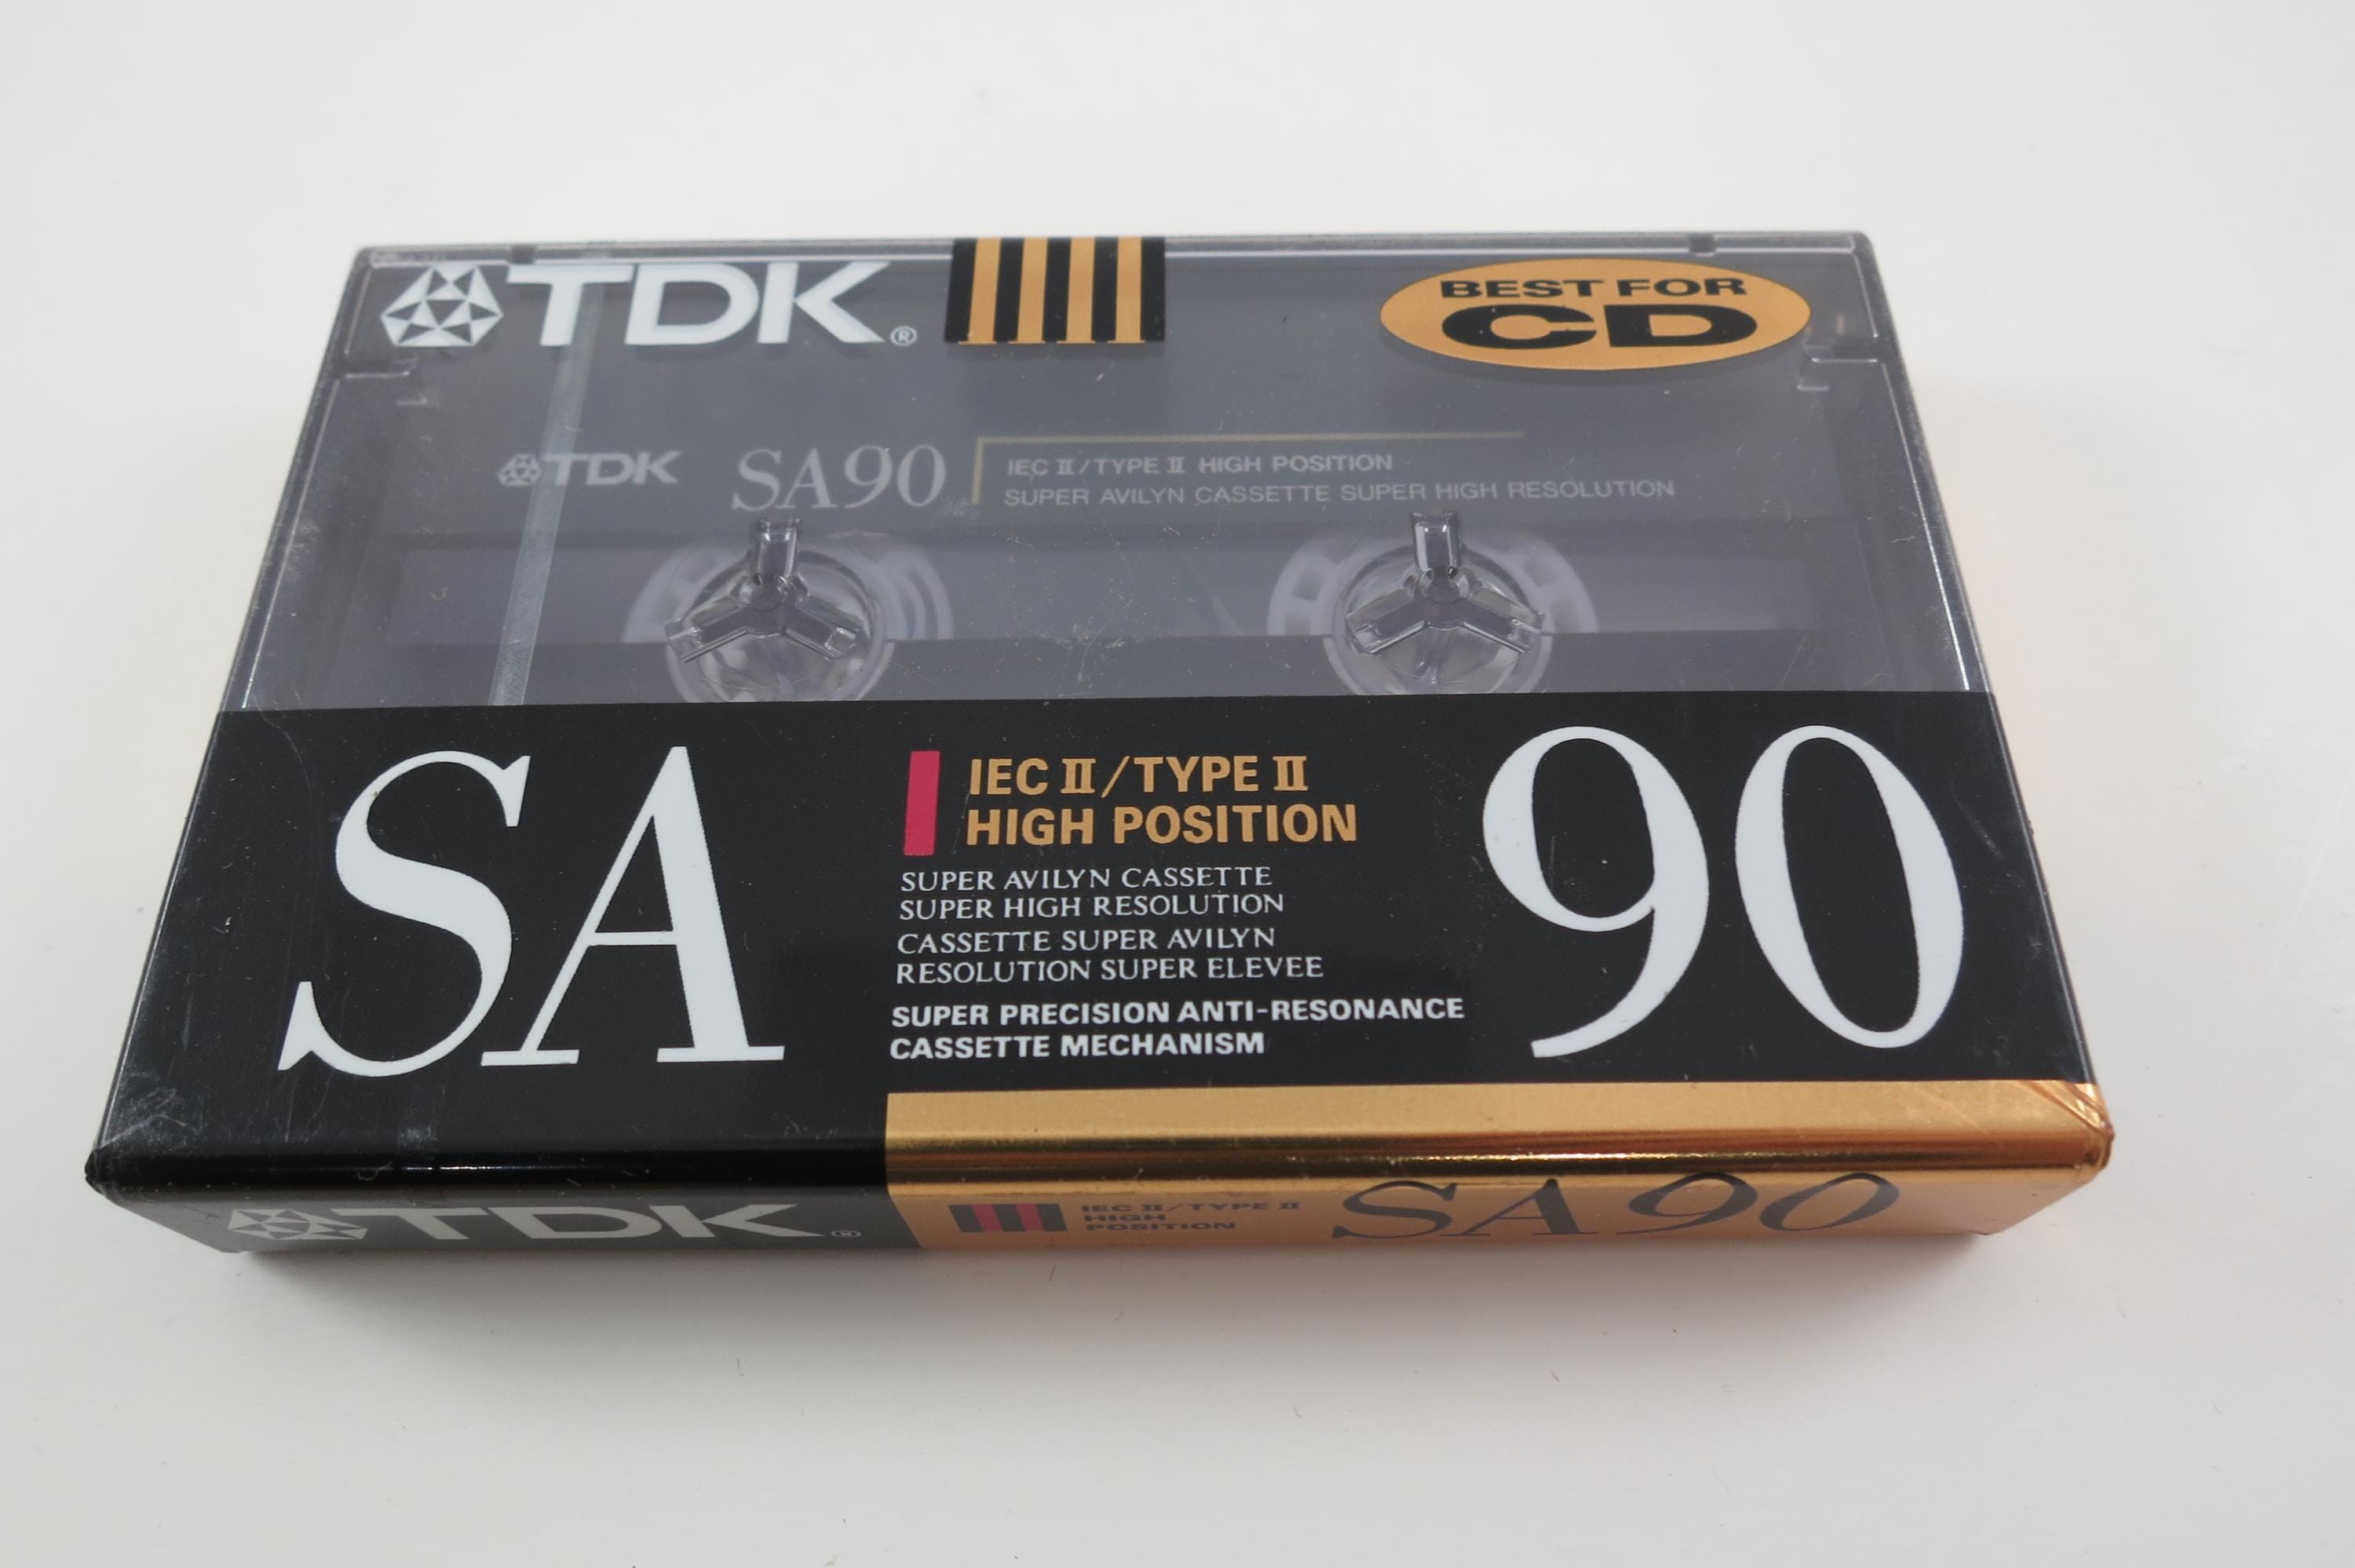 TDK®
BEST FOR
CD
TDK SA90 IEC II/TYPE II HIGH POSITION
SUPER AVILYN CASSETTE SUPER HIGH RESOLUTION
SA
IEC II/TYPE II
HIGH POSITION
SUPER AVILYN CASSETTE
SUPER HIGH RESOLUTION
CASSETTE SUPER AVILYN
RESOLUTION SUPER ELEVEE
SUPER PRECISION ANTI-RESONANCE
CASSETTE MECHANISM
90
TDK®
IEC II/TYPE II
HIGH
POSITION
SA90